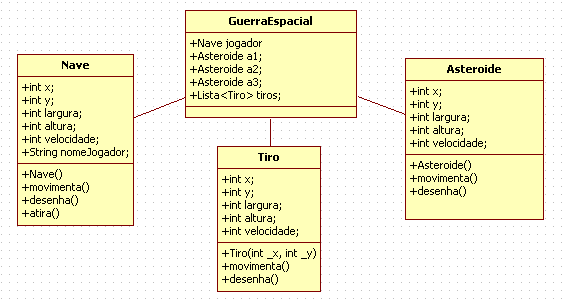 GuerraEspacial
+Nave jogador
+Asteroide a1;
+Asteroide a2;
+Asteroide a3;
+Lista<Tiro> tiros;
Nave
+int x;
+int y;
+int largura;
+int altura;
+int velocidade;
+String nomeJogador;
+Nave()
+movimenta()
+desenha()
+atira()
Tiro
+int x;
+int y;
+int largura;
+int altura;
+int velocidade;
+Tiro(int _x, int _y)
+movimenta()
+desenha()
Asteroide
+int x;
+int y;
+int largura;
+int altura;
+int velocidade;
+Asteroide()
+movimenta()
+desenha()